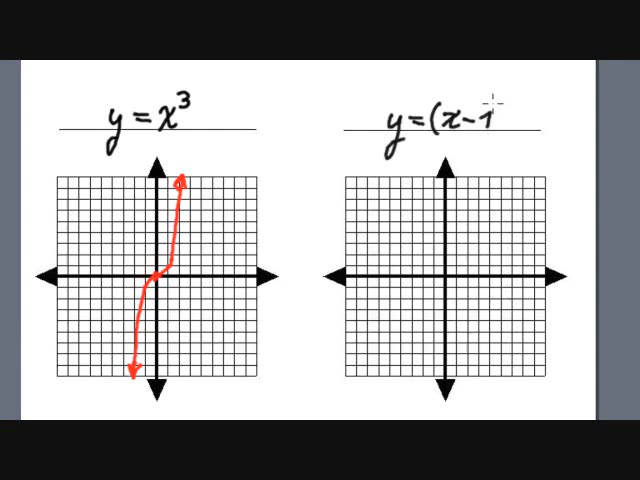 y = x³
y = (x - 1